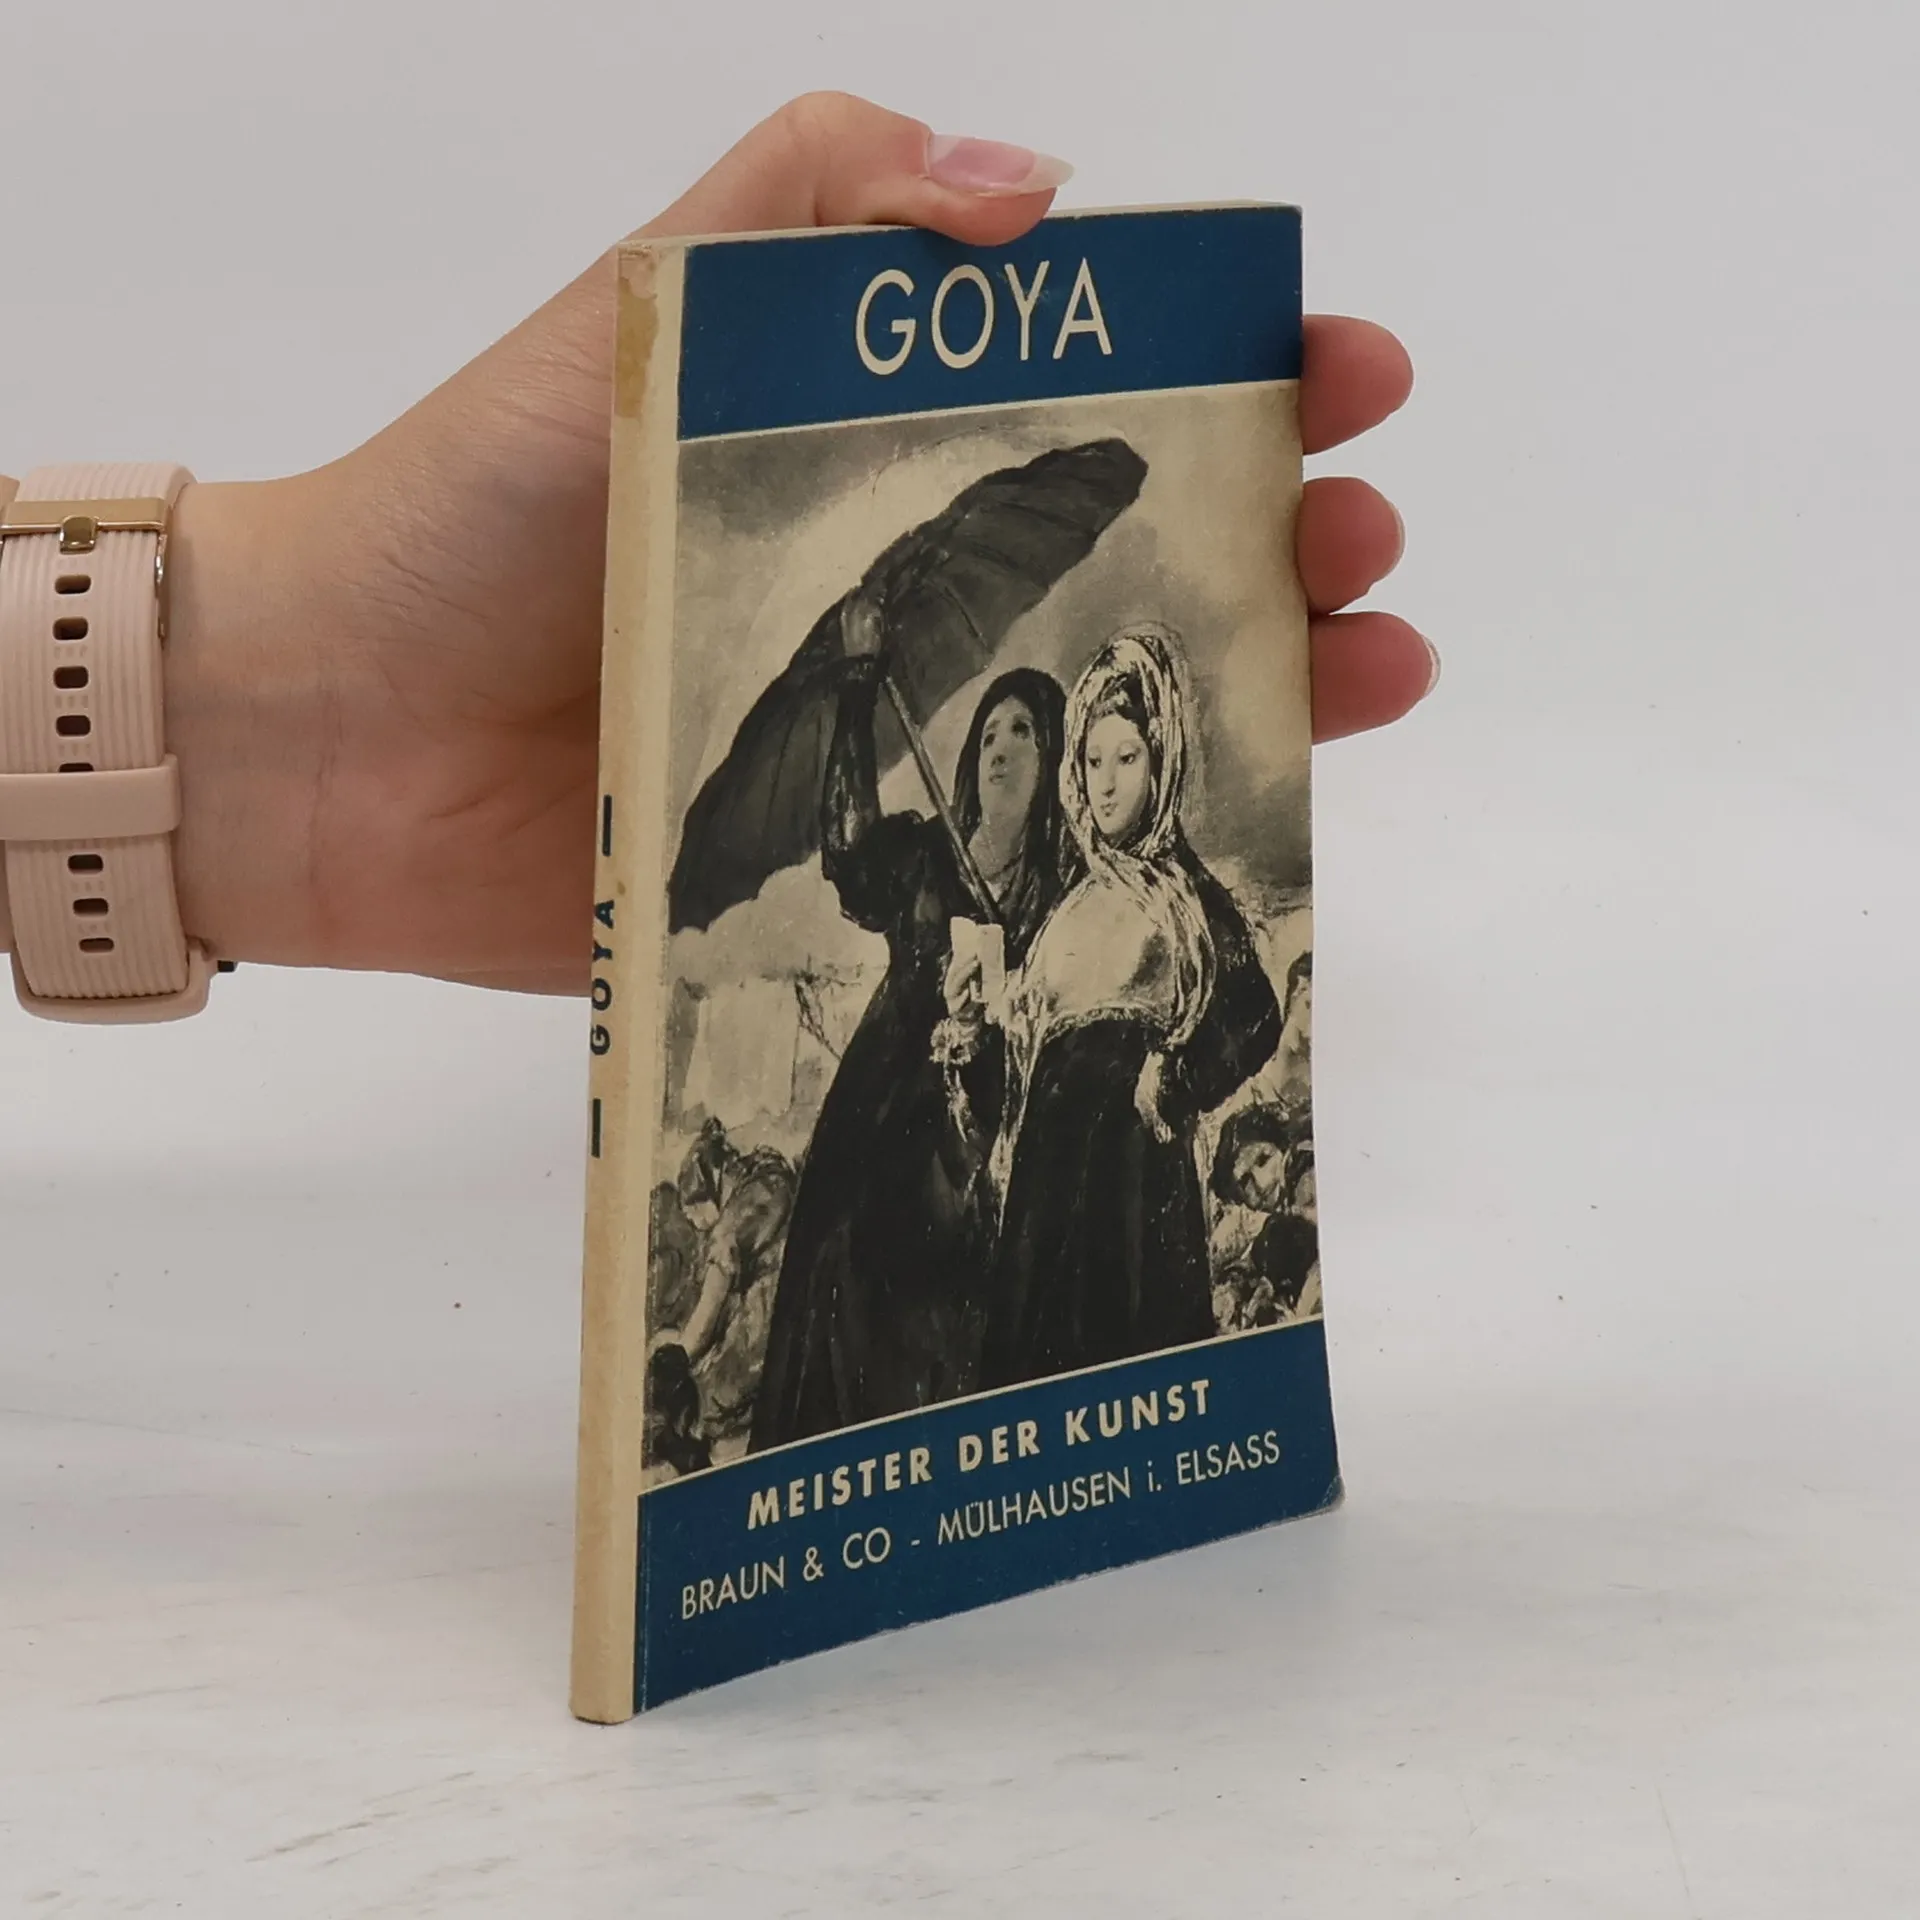 GOYA
— GOYA —
MEISTER DER KUNST
BRAUN & CO - MÜLHAUSEN i. ELSASS